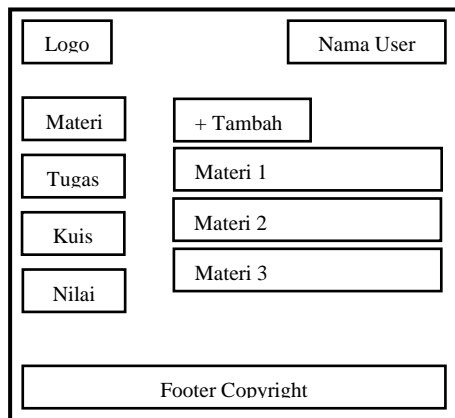 Logo
Nama User
Materi
+ Tambah
Materi 1
Tugas
Materi 2
Kuis
Materi 3
Nilai
Footer Copyright